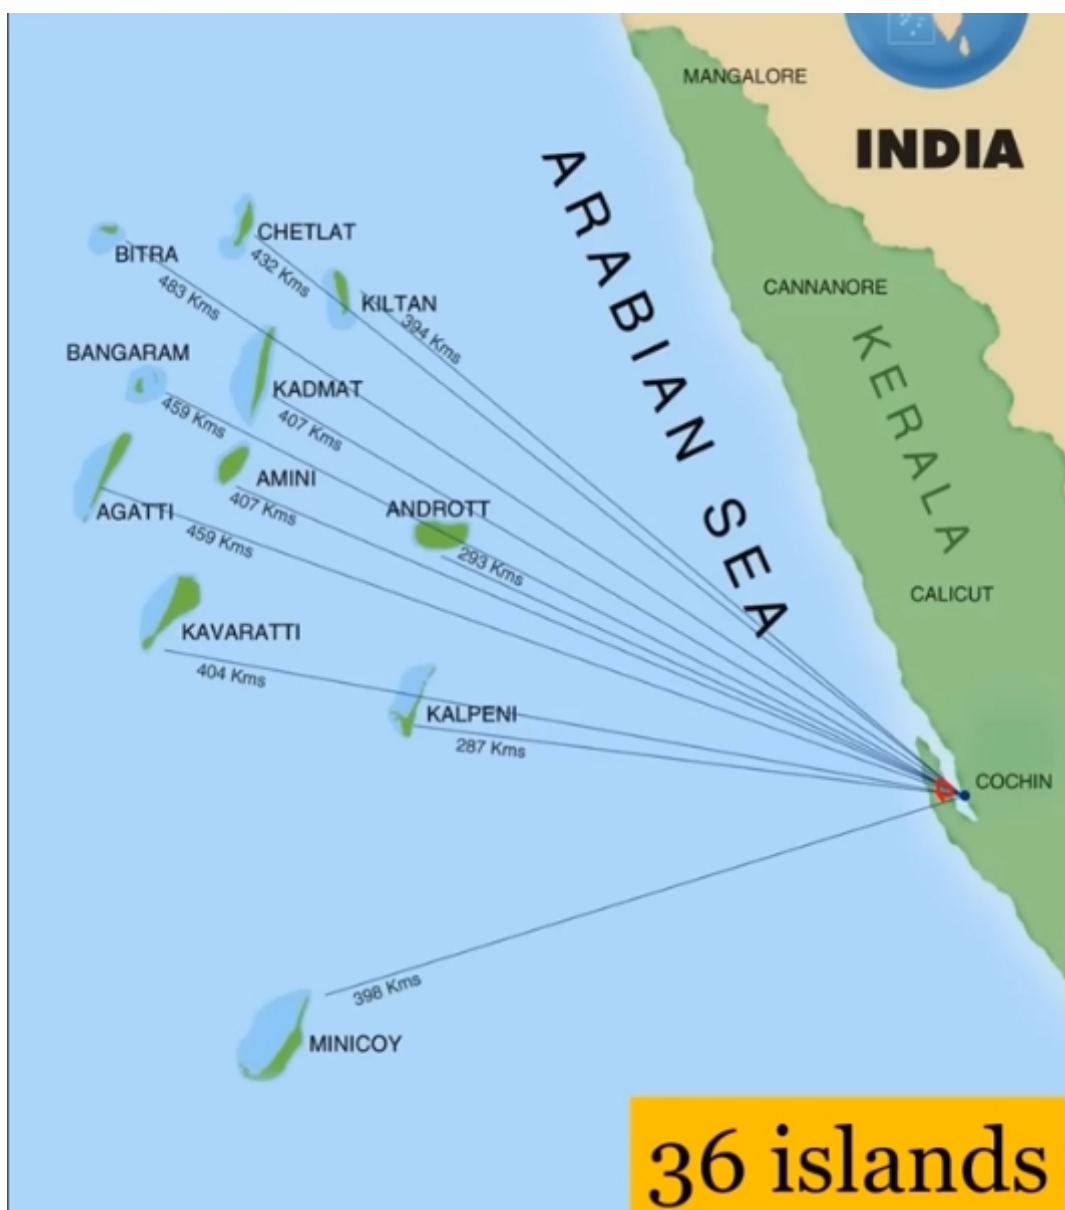 MANGALORE
INDIA
ARABIAN SEA
CHETLAT
432 Kms
BITRA
483 Kms
KILTAN
394 Kms
CANNANORE
KERALA
BANGARAM
459 Kms
KADMAT
407 Kms
AMINI
407 Kms
AGATTI
459 Kms
ANDROTT
293 Kms
CALICUT
KAVARATTI
404 Kms
KALPENI
287 Kms
COCHIN
398 Kms
MINICOY
36 islands